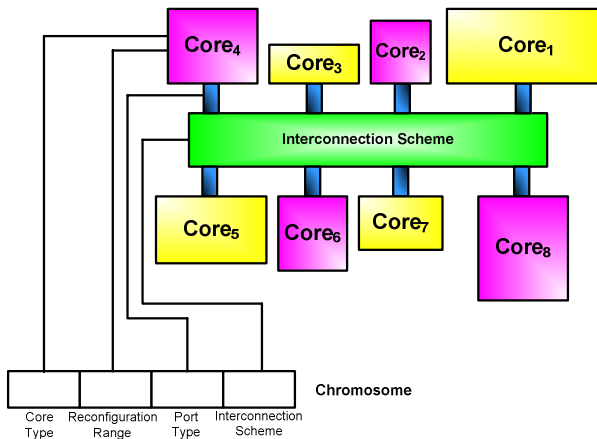 Core₄
Core₃
Core₂
Core₁
Interconnection Scheme
Core₅
Core₆
Core₇
Core₈
Chromosome
Core Type
Reconfiguration Range
Port Type
Interconnection Scheme